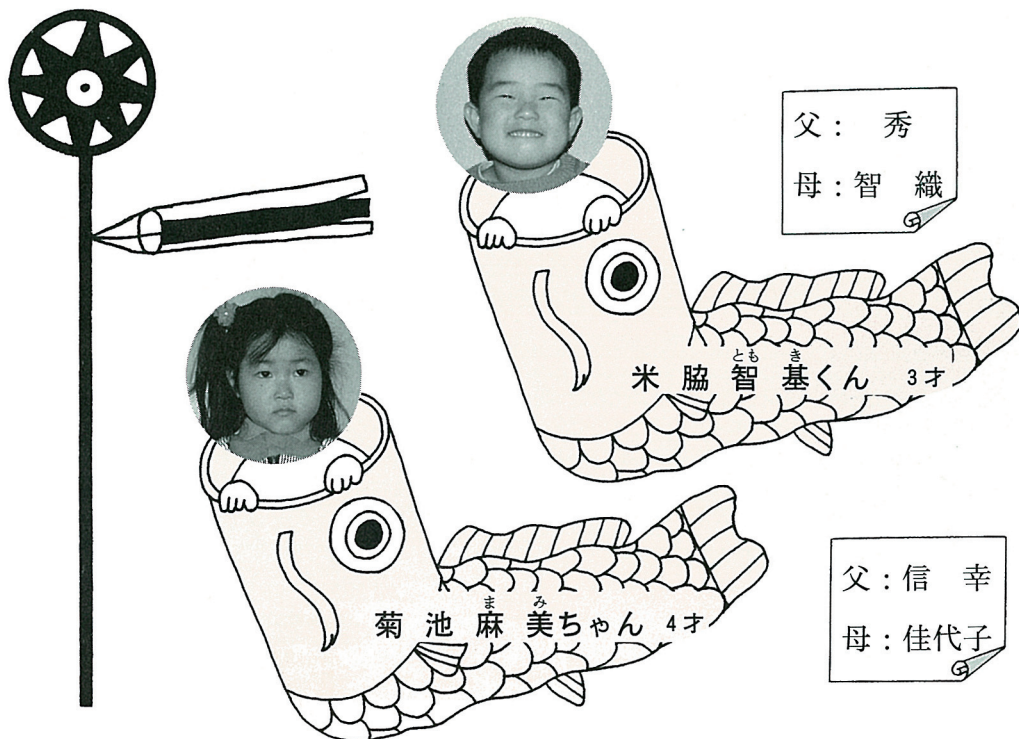 父： 秀
母：智 織
米脇智基くん 3才
とも き
父：信 幸
母：佳代子
菊池麻美ちゃん 4才
ま み